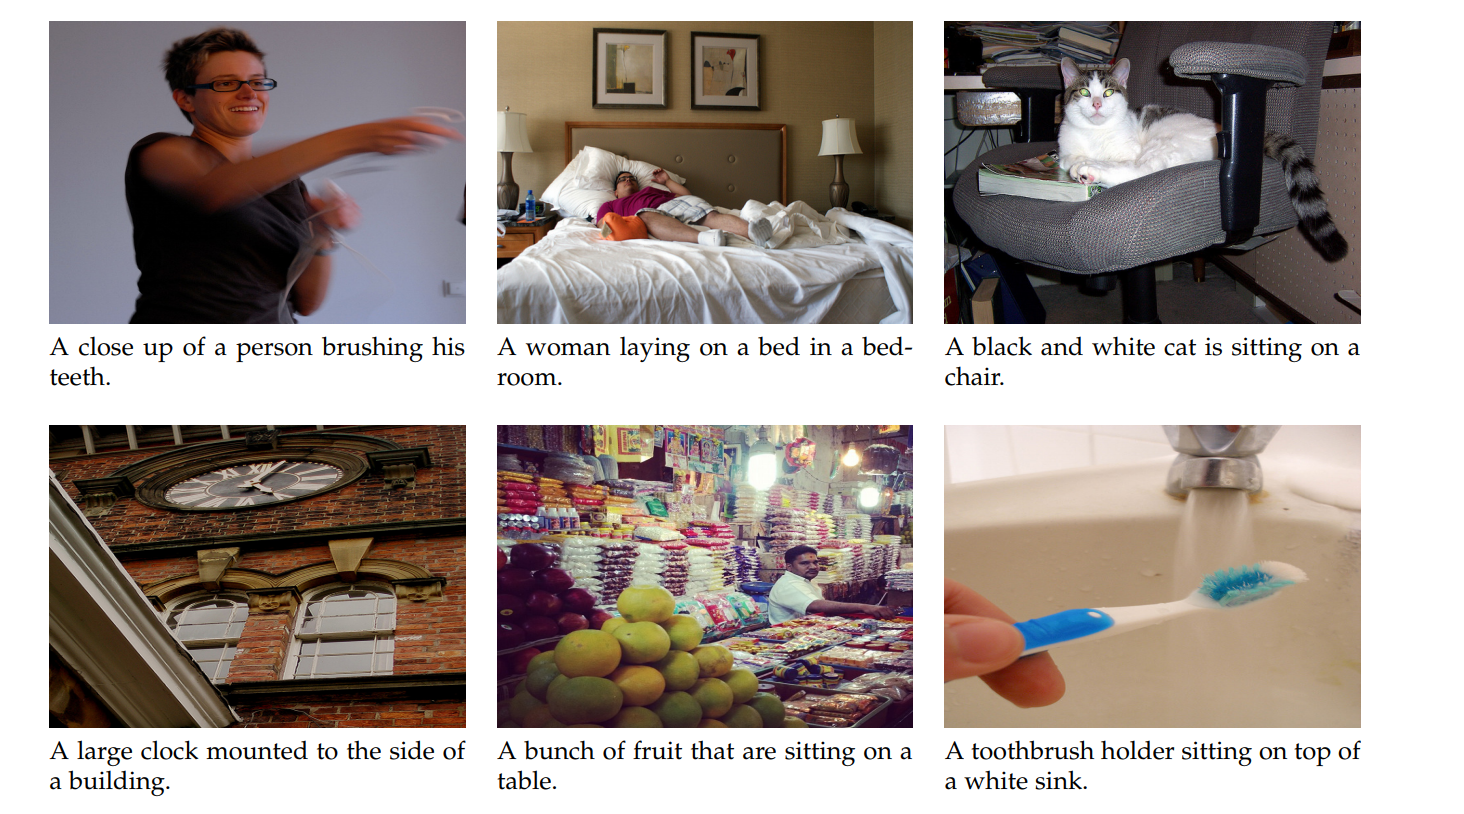 A close up of a person brushing his
teeth.
A woman laying on a bed in a bed-
room.
A black and white cat is sitting on a
chair.
A large clock mounted to the side of
a building.
A bunch of fruit that are sitting on a
table.
A toothbrush holder sitting on top of
a white sink.